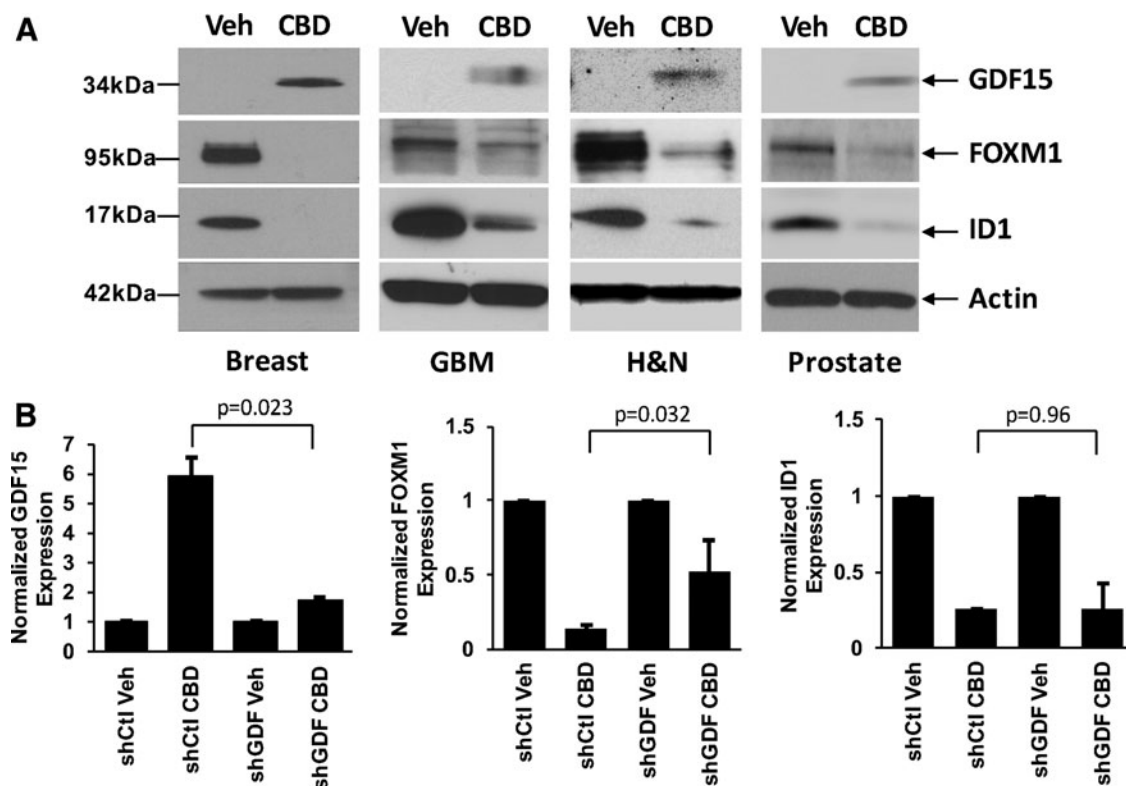 A
Veh CBD Veh CBD Veh CBD Veh CBD
34kDa GDF15
95kDa FOXM1
17kDa ID1
42kDa Actin
Breast GBM H&N Prostate
B
p=0.023
Normalized GDF15
Expression
7
6
5
4
3
2
1
0
shCtl Veh
shCtl CBD
shGDF Veh
shGDF CBD
p=0.032
Normalized FOXM1
Expression
1.5
1
0.5
0
shCtl Veh
shCtl CBD
shGDF Veh
shGDF CBD
p=0.96
Normalized ID1
Expression
1.5
1
0.5
0
shCtl Veh
shCtl CBD
shGDF Veh
shGDF CBD